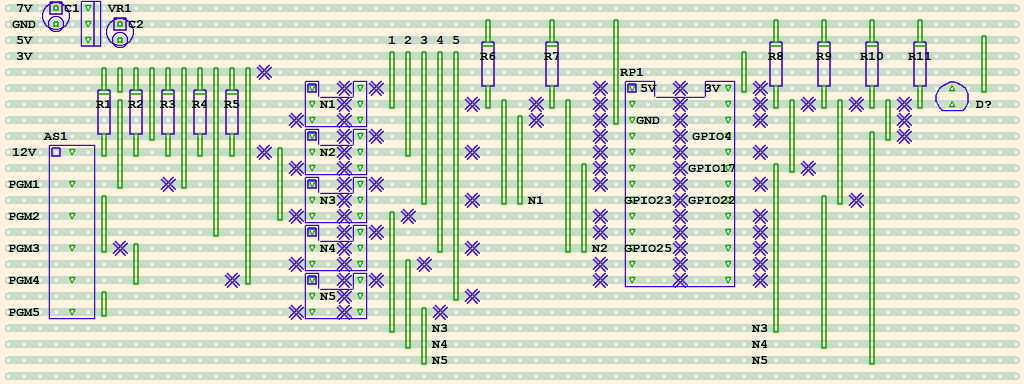 7V C1 VR1
GND C2
5V 1 2 3 4 5
3V R6 R7 R8 R9 R10 R11
RP1
5V 3V
R1 R2 R3 R4 R5 N1 D?
GND
AS1 GPIO4
12V N2
GPIO17
PGM1
N3 N1 GPIO23 GPIO22
PGM2
PGM3 N4 N2 GPIO25
PGM4
N5
PGM5
N3 N3
N4 N4
N5 N5